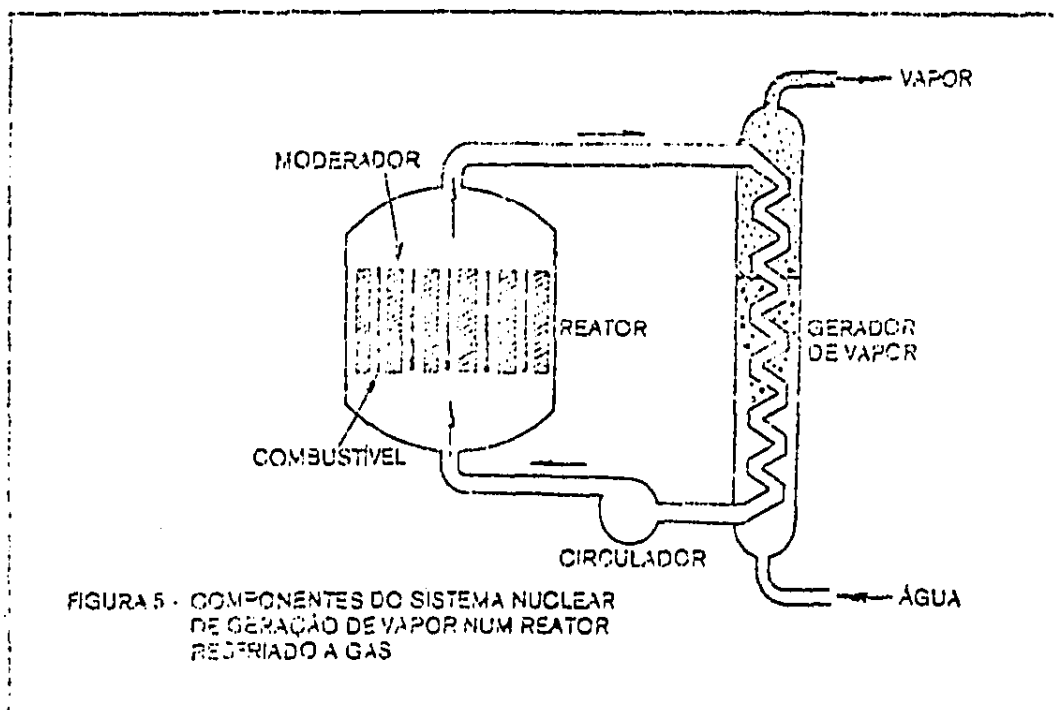 VAPOR
MODERADOR
REATOR
GERADOR
DE VAPOR
COMBUSTÍVEL
CIRCULADOR
ÁGUA
FIGURA 5 - COMPONENTES DO SISTEMA NUCLEAR
DE GERAÇÃO DE VAPOR NUM REATOR
REFRIADO A GAS